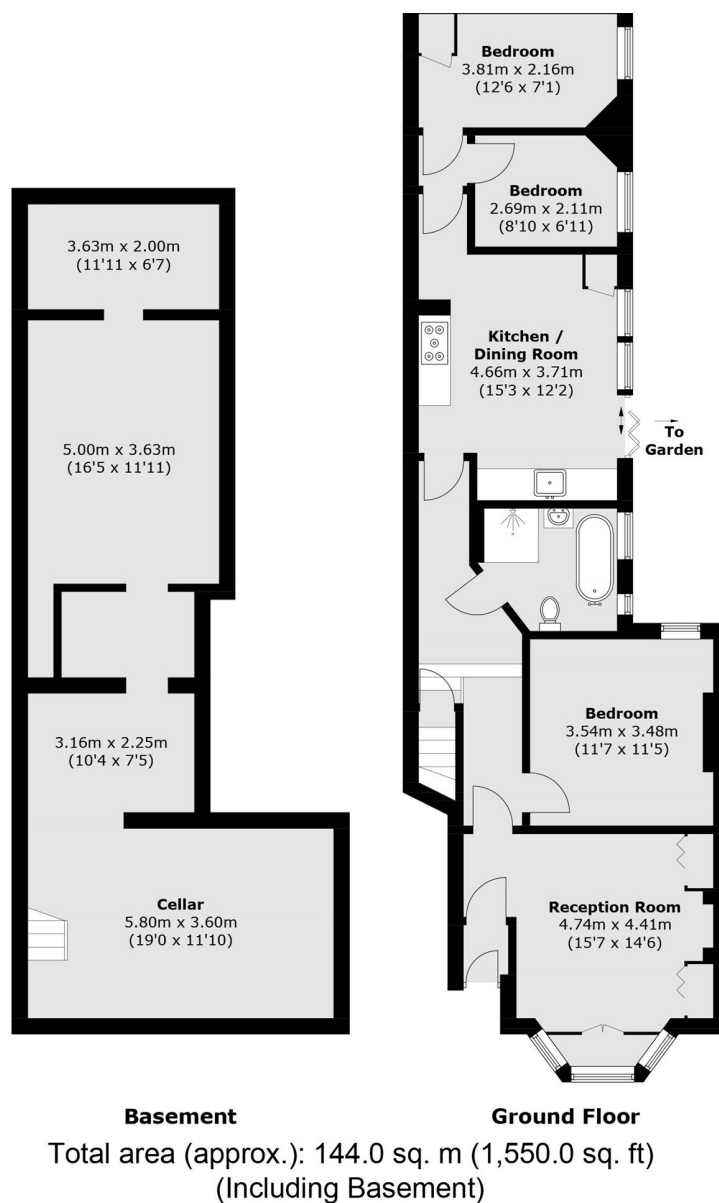 3.63m x 2.00m
(11'11 x 6'7)
5.00m x 3.63m
(16'5 x 11'11)
3.16m x 2.25m
(10'4 x 7'5)
Cellar
5.80m x 3.60m
(19'0 x 11'10)
Basement
Bedroom
3.81m x 2.16m
(12'6 x 7'1)
Bedroom
2.69m x 2.11m
(8'10 x 6'11)
Kitchen /
Dining Room
4.66m x 3.71m
(15'3 x 12'2)
To
Garden
Bedroom
3.54m x 3.48m
(11'7 x 11'5)
Reception Room
4.74m x 4.41m
(15'7 x 14'6)
Ground Floor
Total area (approx.): 144.0 sq. m (1,550.0 sq. ft)
(Including Basement)